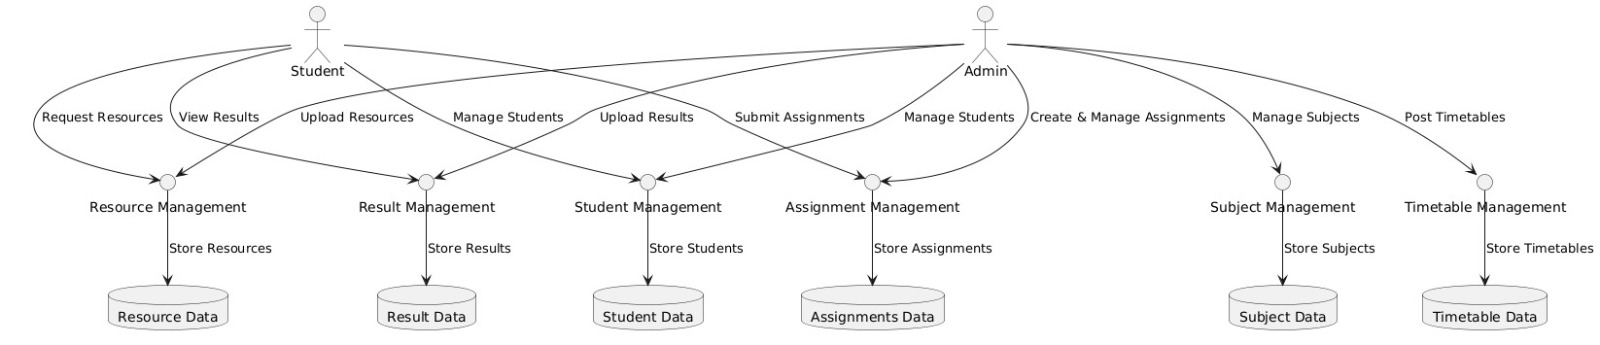 Student
Admin
Request Resources
View Results
Upload Resources
Manage Students
Upload Results
Submit Assignments
Manage Students
Create & Manage Assignments
Manage Subjects
Post Timetables
Resource Management
Result Management
Student Management
Assignment Management
Subject Management
Timetable Management
Store Resources
Store Results
Store Students
Store Assignments
Store Subjects
Store Timetables
Resource Data
Result Data
Student Data
Assignments Data
Subject Data
Timetable Data